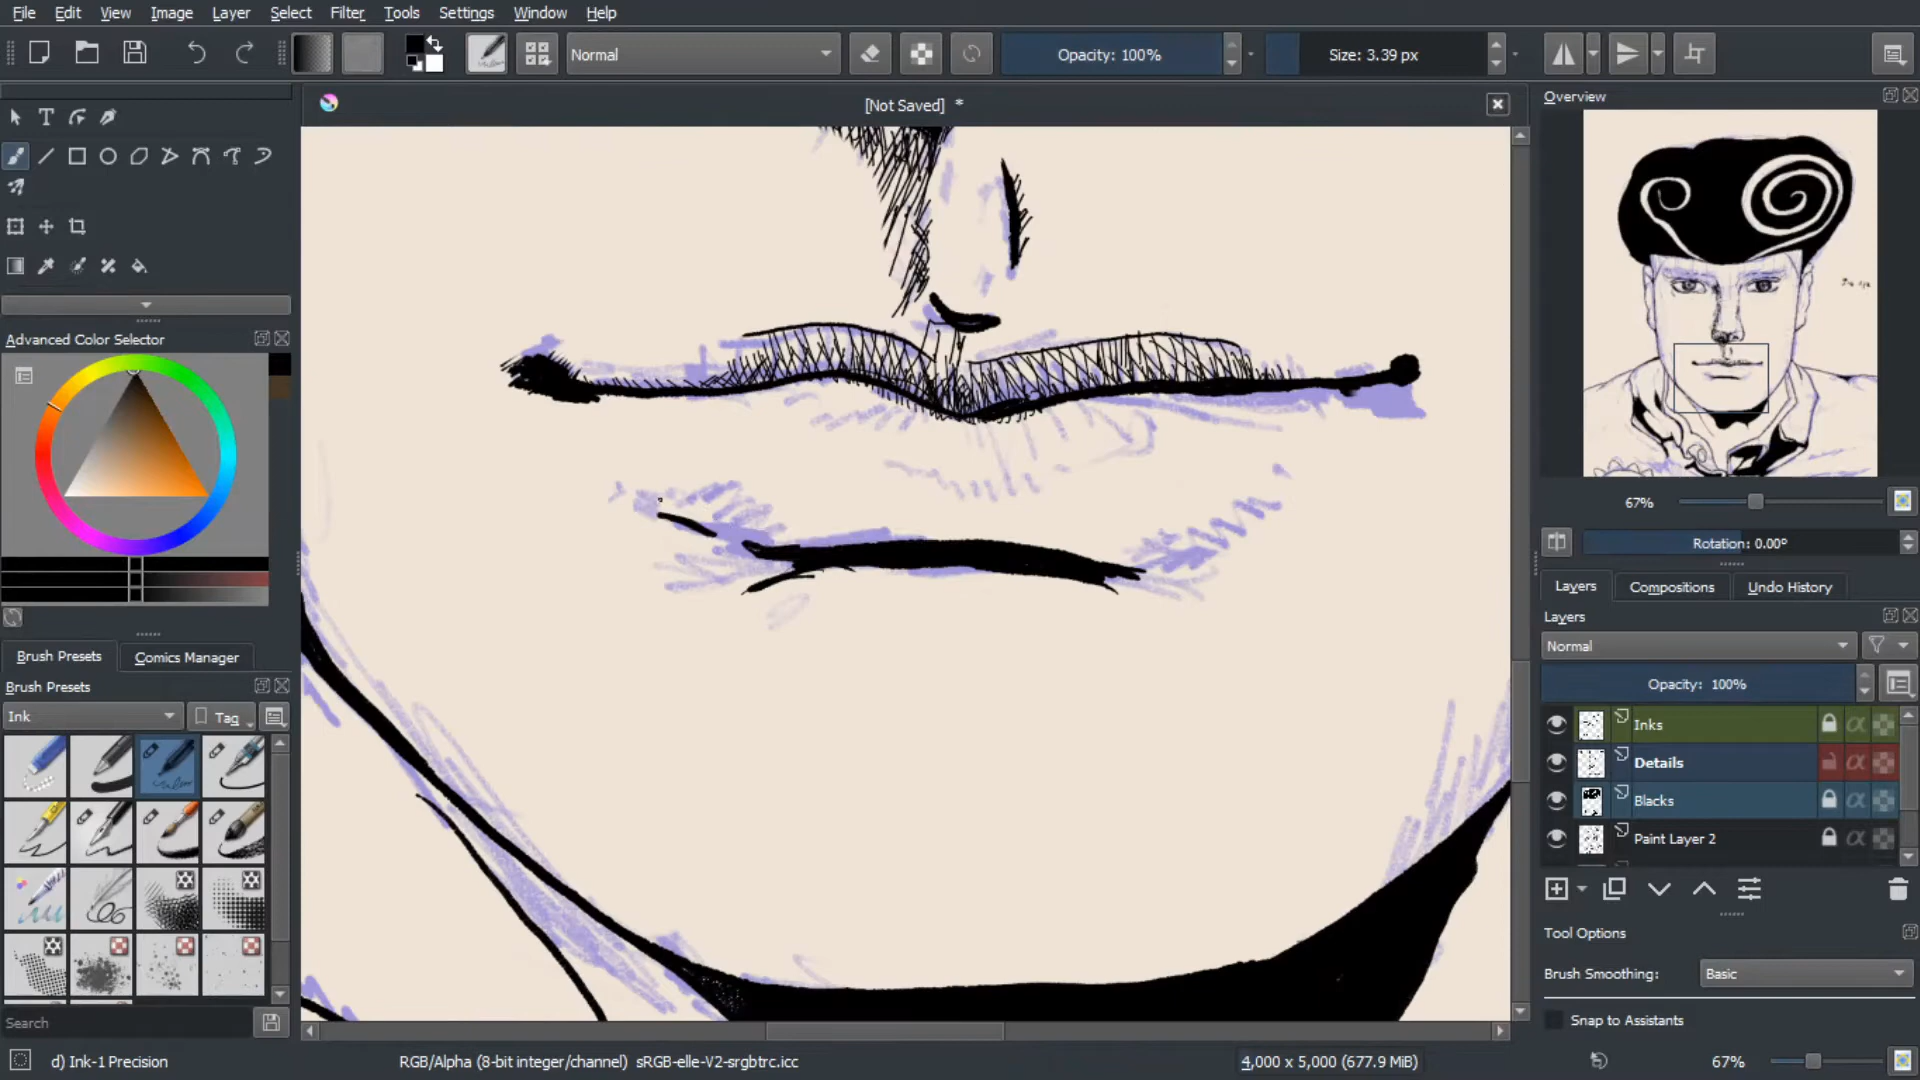 File Edit View Image Layer Select Filter Tools Settings Window Help
Normal Opacity: 100% Size: 3.39 px
[Not Saved] *
Overview
67%
Rotation: 0.00°
Advanced Color Selector
Layers Compositions Undo History
Layers
Normal
Opacity: 100%
Inks
Details
Blacks
Paint Layer 2
Brush Presets Comics Manager
Brush Presets
Ink Tag
Search
Tool Options
Brush Smoothing: Basic
Snap to Assistants
d) Ink-1 Precision RGB/Alpha (8-bit integer/channel) sRGB-elle-V2-srgbtrc.icc 4,000 x 5,000 (677.9 MiB) 67%